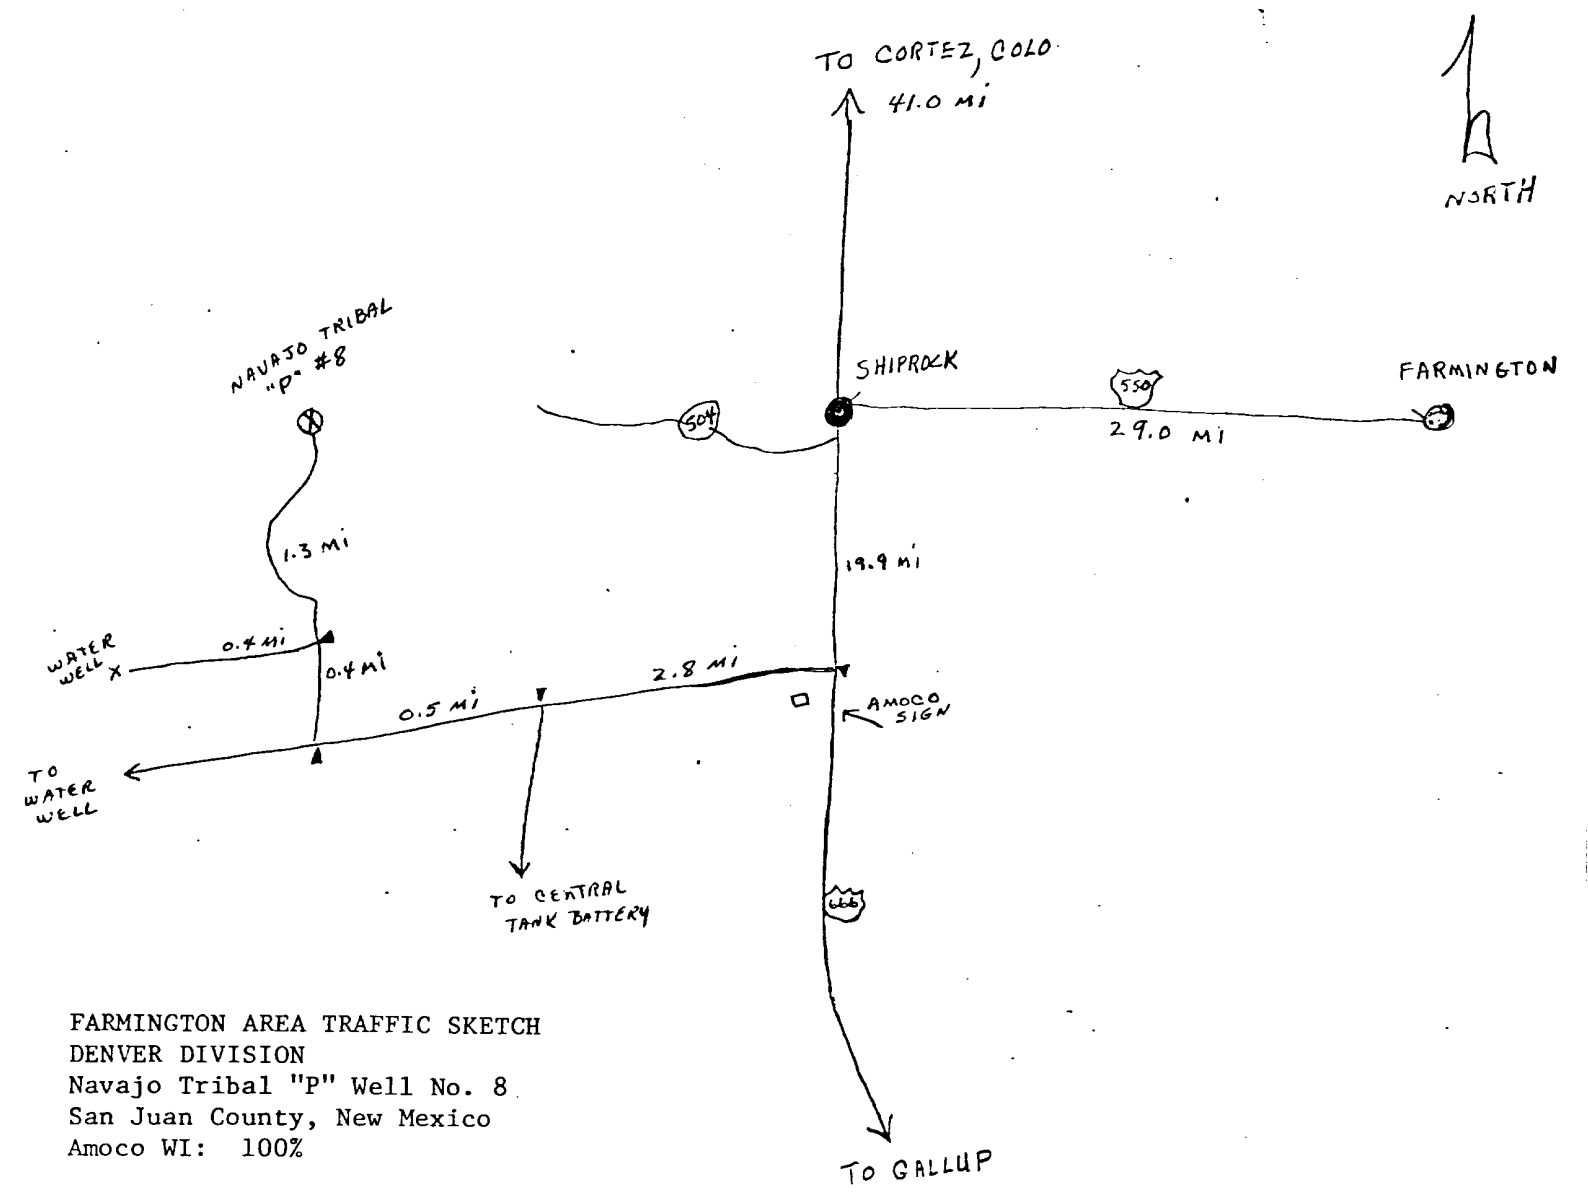 TO CORTEZ, COLO.
41.0 Mi
NORTH
NAVAJO TRIBAL
"P" #8
SHIPROCK
550
FARMINGTON
504
29.0 Mi
1.3 Mi
19.9 Mi
WATER
WELL X
0.4 Mi
0.4 Mi
2.8 Mi
0.5 Mi
AMOCO
SIGN
TO
WATER
WELL
TO CENTRAL
TANK BATTERY
666
FARMINGTON AREA TRAFFIC SKETCH
DENVER DIVISION
Navajo Tribal "P" Well No. 8
San Juan County, New Mexico
Amoco WI: 100%
TO GALLUP